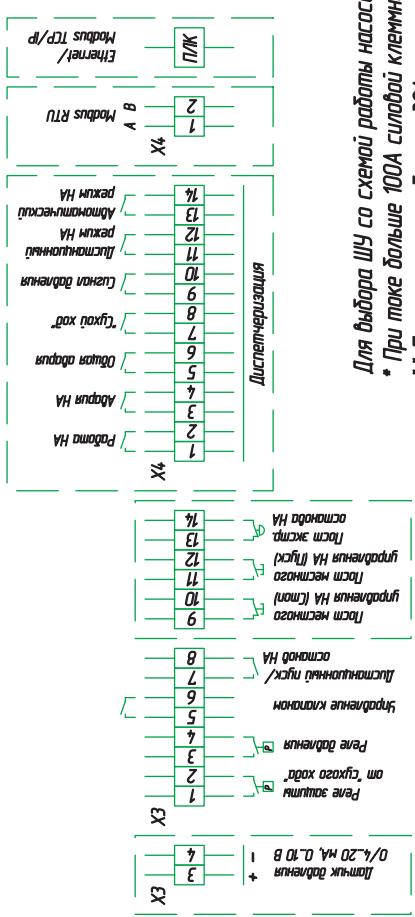 X3
Датчик давления
0/4...20 мА, 0...10 В
+
-
3
4
X3
Реле защиты
от "сухого хода"
1
2
Реле давления
3
4
Управление клапаном
5
6
Дистанционный пуск/
останов НА
7
8
Пост местного
управления НА (Стоп)
9
10
Пост местного
управления НА (Пуск)
11
12
Пост экстр.
останова НА
13
14
X4
Работа НА
1
2
Авария НА
3
4
Общая авария
5
6
"Сухой ход"
7
8
Сигнал давления
9
10
Дистанционный
режим НА
11
12
Автоматический
режим НА
13
14
Диспетчеризация
X4
Modbus RTU
A
B
1
2
Ethernet/
Modbus TCP/IP
ПЛК
Для выбора ШУ со схемой работы насосо
* При токе больше 100А силовой клеммн